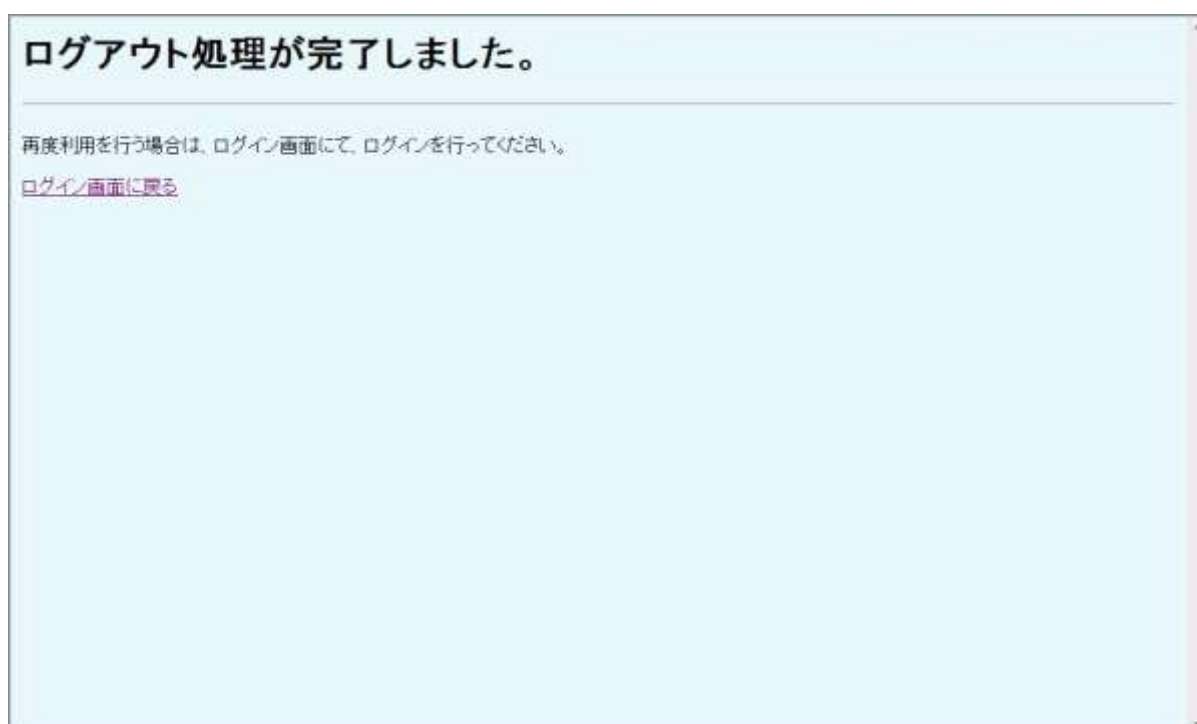 ログアウト処理が完了しました。
再度利用を行う場合は、ログイン画面にて、ログインを行ってください。
ログイン画面に戻る